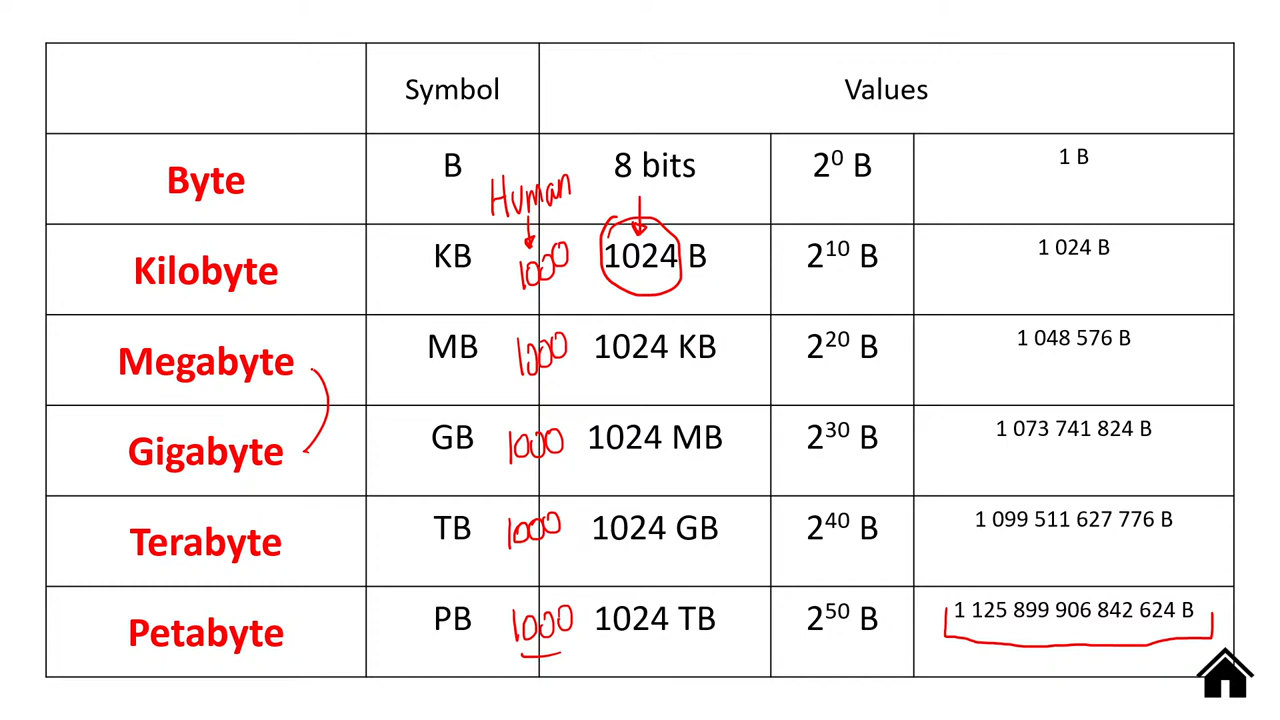 Symbol Values
Byte B 8 bits 2⁰ B 1 B
Human
Kilobyte KB 1000 1024 B 2¹⁰ B 1 024 B
Megabyte MB 1000 1024 KB 2²⁰ B 1 048 576 B
Gigabyte GB 1000 1024 MB 2³⁰ B 1 073 741 824 B
Terabyte TB 1000 1024 GB 2⁴⁰ B 1 099 511 627 776 B
Petabyte PB 1000 1024 TB 2⁵⁰ B 1 125 899 906 842 624 B